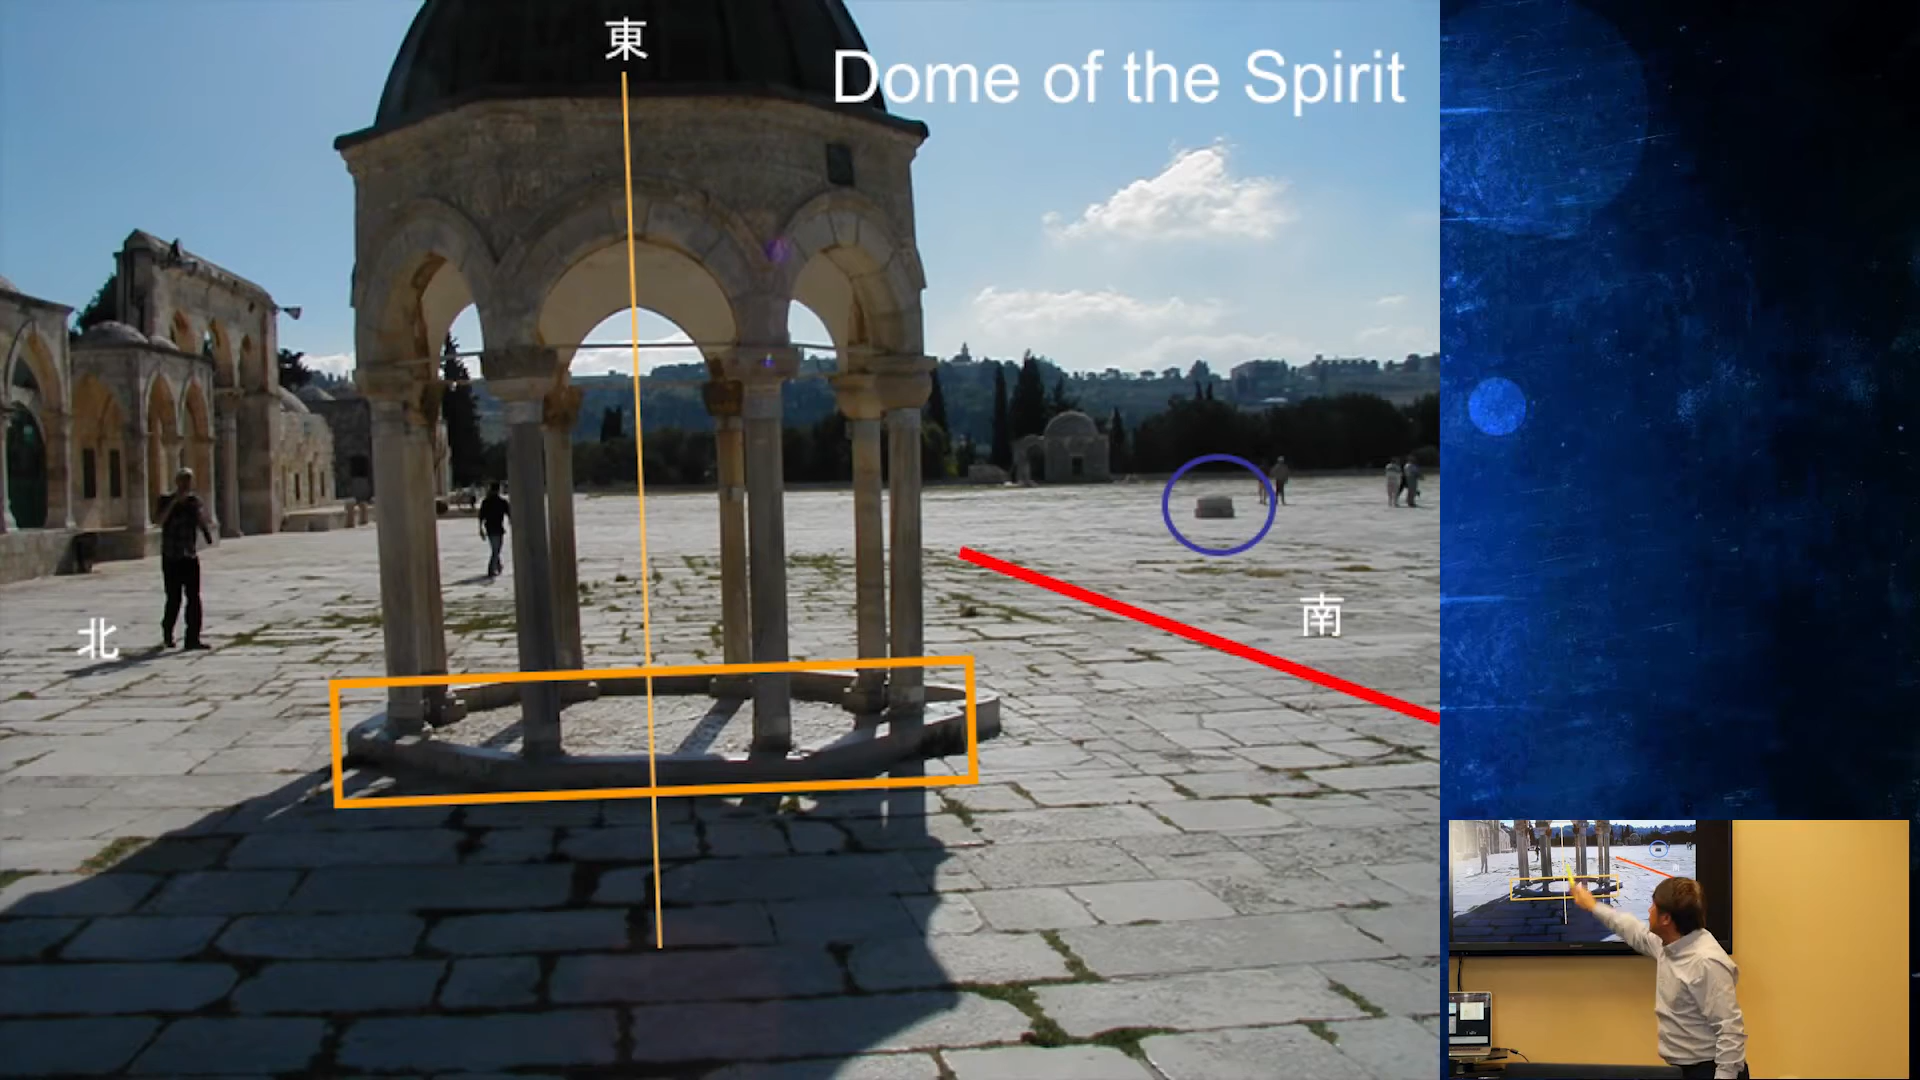 東
Dome of the Spirit
北
南